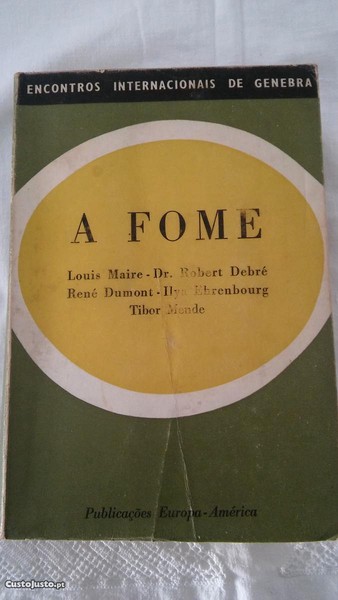 ENCONTROS INTERNACIONAIS DE GENEBRA
A FOME
Louis Maire - Dr. Robert Debré
René Dumont - Ilya Ehrenbourg
Tibor Mende
Publicações Europa-América
CustoJusto.pt